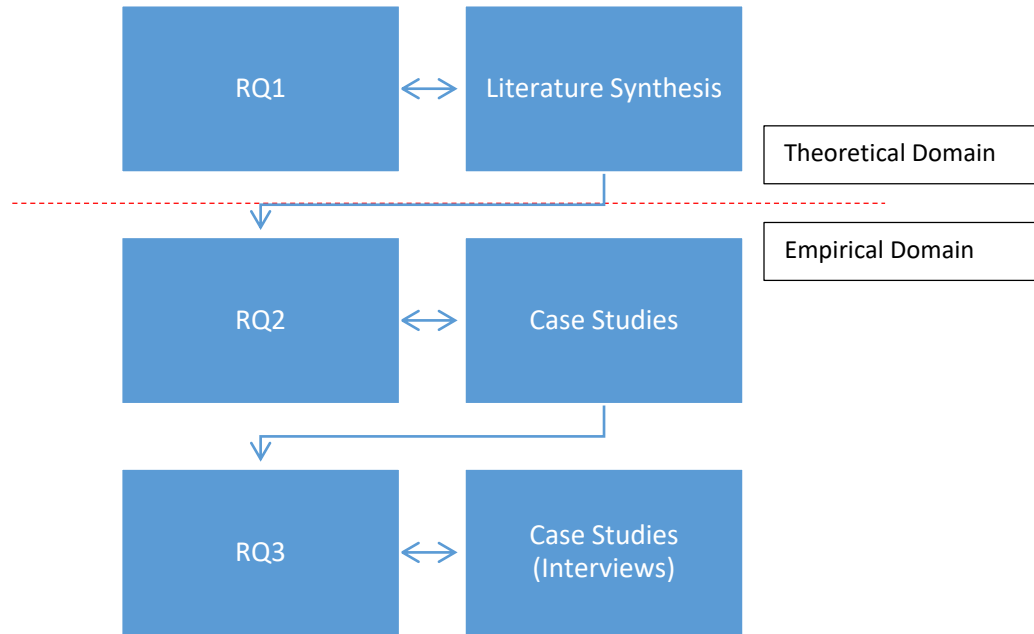 RQ1
Literature Synthesis
Theoretical Domain
Empirical Domain
RQ2
Case Studies
RQ3
Case Studies
(Interviews)